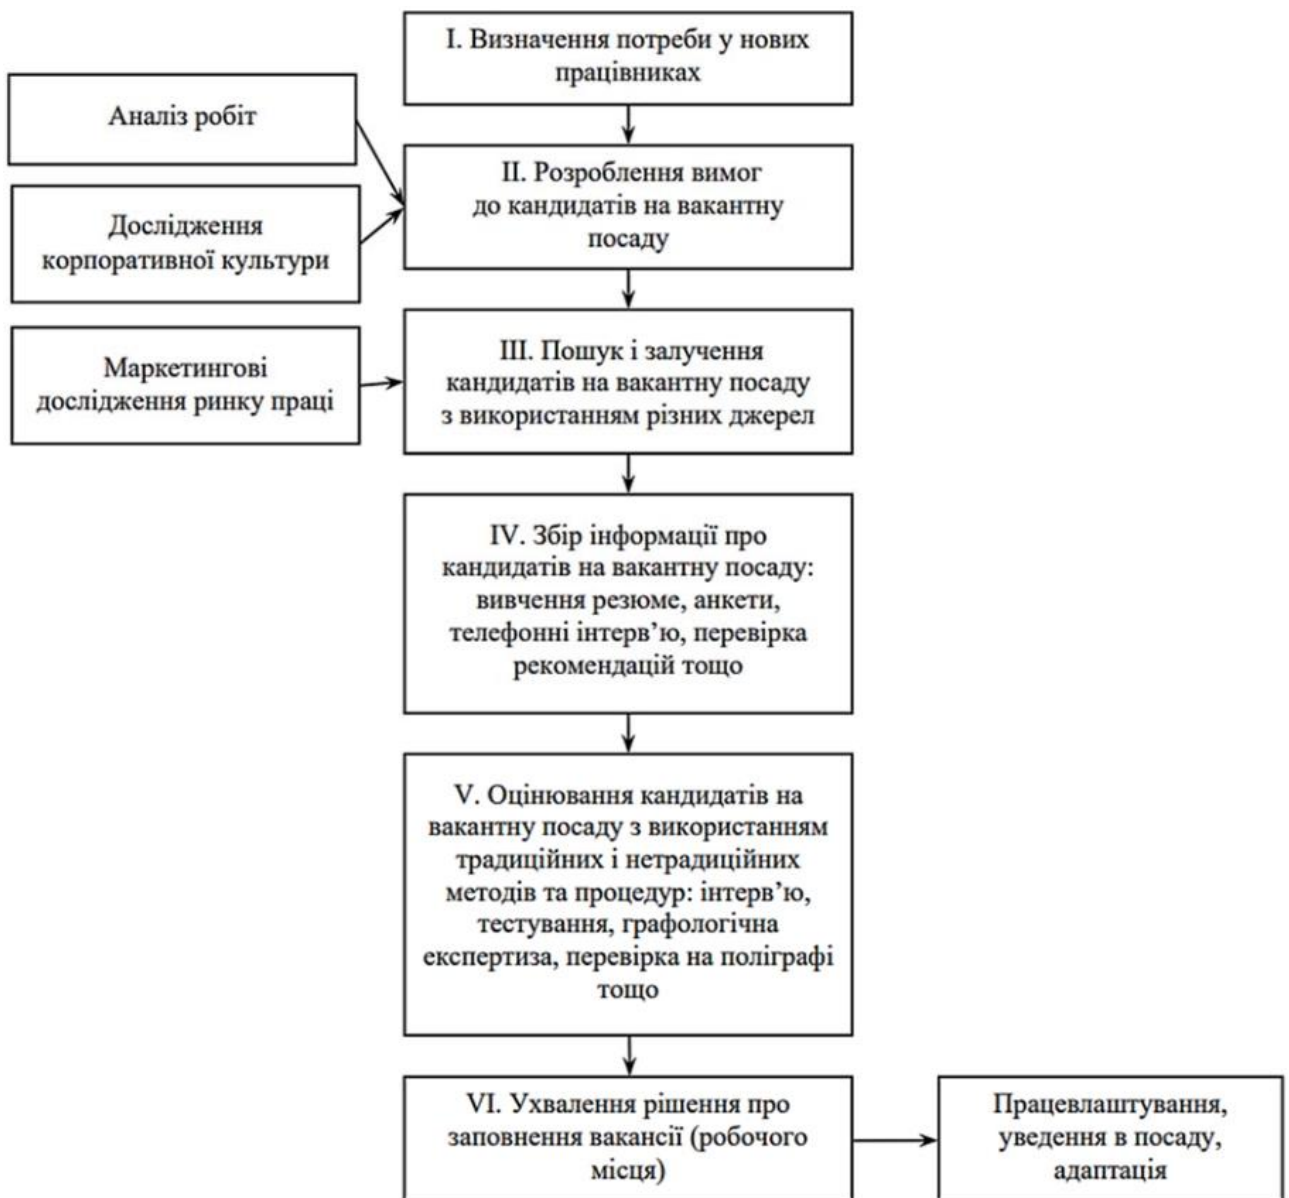 I. Визначення потреби у нових
працівниках
Аналіз робіт
II. Розроблення вимог
до кандидатів на вакантну
посаду
Дослідження
корпоративної культури
Маркетингові
дослідження ринку праці
III. Пошук і залучення
кандидатів на вакантну посаду
з використанням різних джерел
IV. Збір інформації про
кандидатів на вакантну посаду:
вивчення резюме, анкети,
телефонні інтерв’ю, перевірка
рекомендацій тощо
V. Оцінювання кандидатів на
вакантну посаду з використанням
традиційних і нетрадиційних
методів та процедур: інтерв’ю,
тестування, графологічна
експертиза, перевірка на поліграфі
тощо
VI. Ухвалення рішення про
заповнення вакансії (робочого
місця)
Працевлаштування,
уведення в посаду,
адаптація